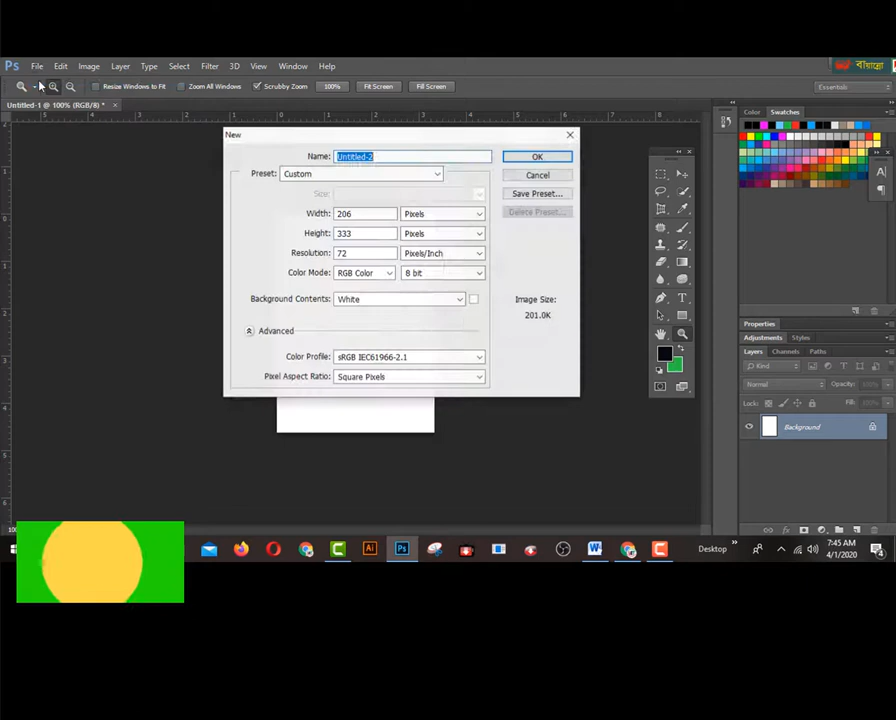 Ps File Edit Image Layer Type Select Filter 3D View Window Help
বায়ান্নো
Resize Windows to Fit Zoom All Windows Scrubby Zoom 100% Fit Screen Fill Screen Essentials
Untitled-1 @ 100% (RGB/8) * ×
Color Swatches
New
Name: Untitled-2 OK
Preset: Custom Cancel
Size: Save Preset...
Width: 206 Pixels Delete Preset...
Height: 333 Pixels
Resolution: 72 Pixels/Inch
Color Mode: RGB Color 8 bit
Background Contents: White Image Size:
201.0K
Advanced
Color Profile: sRGB IEC61966-2.1
Pixel Aspect Ratio: Square Pixels
Properties
Adjustments Styles
Layers Channels Paths
Kind
Normal Opacity: 100%
Lock: Fill: 100%
Background
Ai Ps Desktop 7:45 AM
4/1/2020